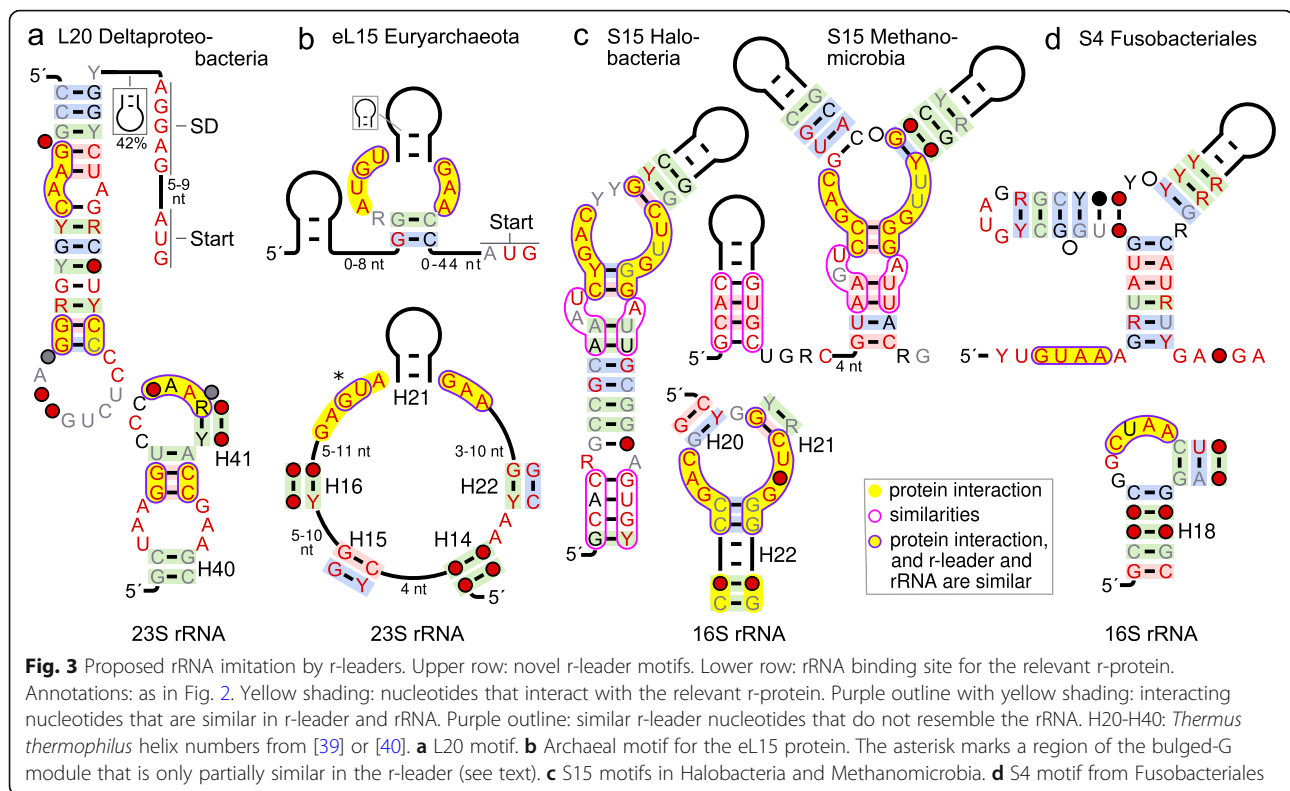 a L20 Deltaproteo-
bacteria
b eL15 Euryarchaeota
c S15 Halo-
bacteria
S15 Methano-
microbia
d S4 Fusobacteriales
5´
Y
C G
C G
G Y
G C
A U
A A
C G
Y R
G C
Y
G U
R Y
G C
G C
A
G U C U C C
42%
A
G
G
A
G
SD
5-9
nt
A
U
G
Start
U G U A
G A A
R G C
G C
5´
0-8 nt
0-44 nt
Start
A U G
Y Y G Y C G G
C A G Y C
C U U G G G
U A A A
A U U
G G
C C
C G
C G
G
R A
A G
C U
C G
G Y
5´
C G
A U
C G
G C
5´
U G R C
4 nt
G C A
C G U
G
C A G C C
C O G Y U U G G G
C Y
G R
U G A A U G
A U U A C
R G
A R G C Y
U
G Y C G G U
Y O Y Y Y
R R
G R
G C
U A
A U
U R
R U
G Y
5´- Y U G U A A A
G A G A
C C A A R
C Y
C
U A
G C
G C
A G
A A
U A
C G
G C
5´
H41
H40
23S rRNA
*
A U G A G
H21
G A A
5-11 nt
3-10 nt
H16
Y
H22
G G
Y C
A
A
5-10
nt
H15
G C
G Y
4 nt
H14
5´
23S rRNA
5´
G C Y G G Y R
G
H20
H21
C A G C C
C U G G G
H22
C G
16S rRNA
protein interaction
similarities
protein interaction,
and r-leader and
rRNA are similar
C U A A
G C U
G G A
C G
H18
C C
G C
5´
16S rRNA
Fig. 3 Proposed rRNA imitation by r-leaders. Upper row: novel r-leader motifs. Lower row: rRNA binding site for the relevant r-protein.
Annotations: as in Fig. 2. Yellow shading: nucleotides that interact with the relevant r-protein. Purple outline with yellow shading: interacting
nucleotides that are similar in r-leader and rRNA. Purple outline: similar r-leader nucleotides that do not resemble the rRNA. H20-H40: Thermus
thermophilus helix numbers from [39] or [40]. a L20 motif. b Archaeal motif for the eL15 protein. The asterisk marks a region of the bulged-G
module that is only partially similar in the r-leader (see text). c S15 motifs in Halobacteria and Methanomicrobia. d S4 motif from Fusobacteriales